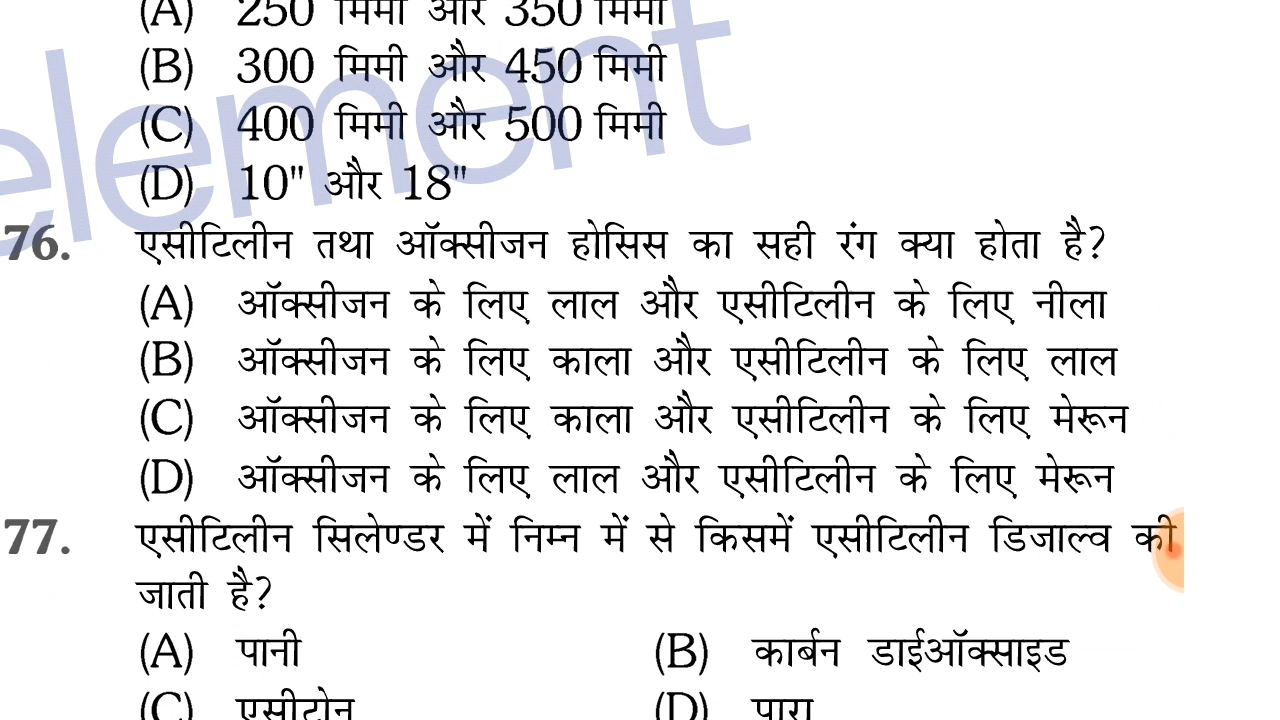 (A) 250 मिमी और 350 मिमी
(B) 300 मिमी और 450 मिमी
(C) 400 मिमी और 500 मिमी
(D) 10" और 18"
element
76. एसीटिलीन तथा ऑक्सीजन होसिस का सही रंग क्या होता है?
(A) ऑक्सीजन के लिए लाल और एसीटिलीन के लिए नीला
(B) ऑक्सीजन के लिए काला और एसीटिलीन के लिए लाल
(C) ऑक्सीजन के लिए काला और एसीटिलीन के लिए मेरून
(D) ऑक्सीजन के लिए लाल और एसीटिलीन के लिए मेरून
77. एसीटिलीन सिलेण्डर में निम्न में से किसमें एसीटिलीन डिजाल्व की
जाती है?
(A) पानी (B) कार्बन डाईऑक्साइड
(C) एसीटोन (D) पारा